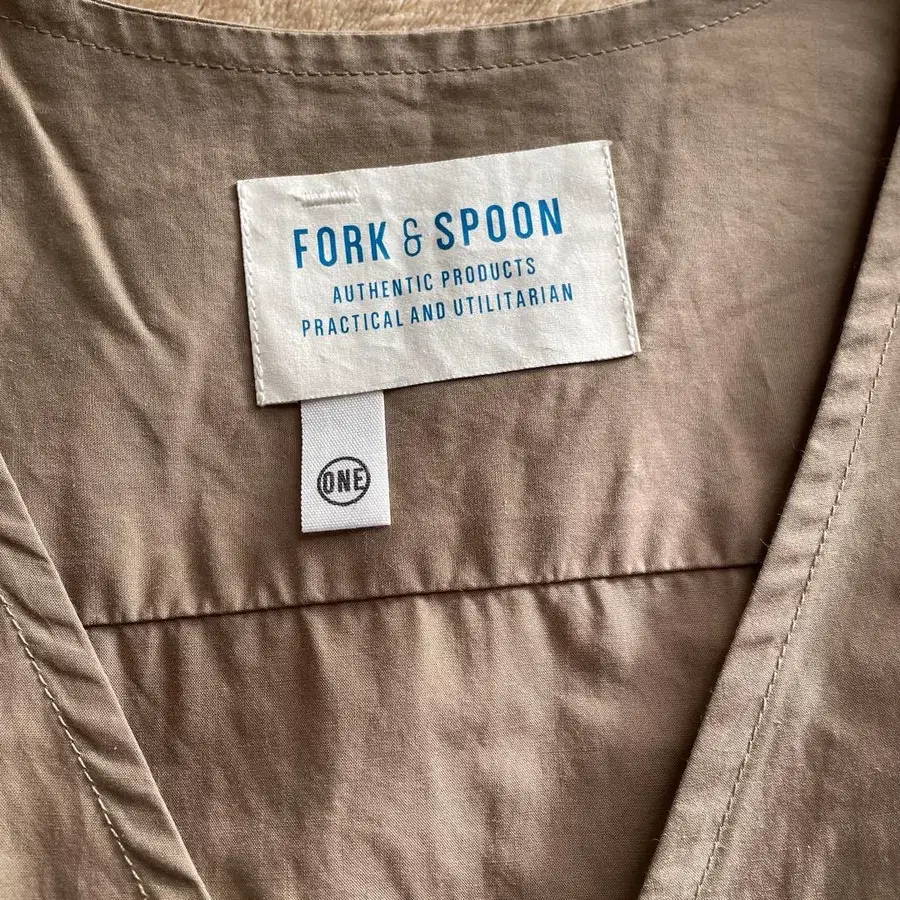 FORK & SPOON
AUTHENTIC PRODUCTS
PRACTICAL AND UTILITARIAN
ONE